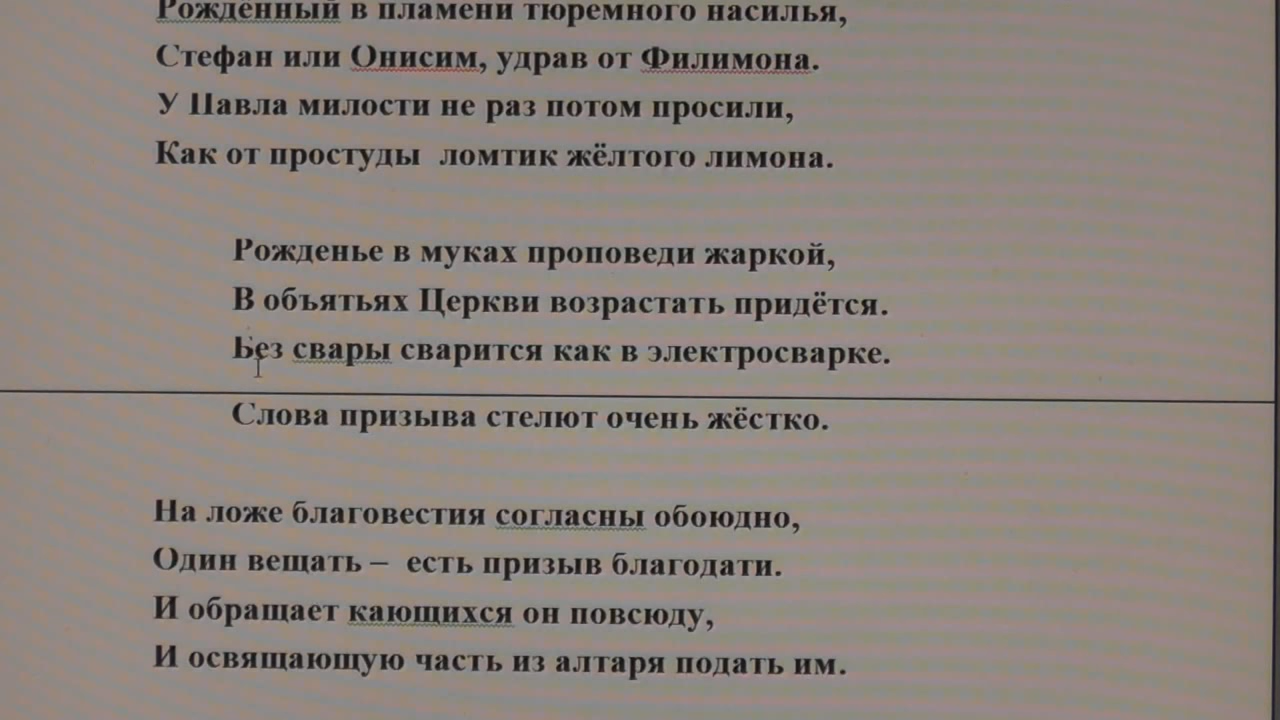 Рождённый в пламени тюремного насилья,
Стефан или Онисим, удрав от Филимона.
У Павла милости не раз потом просили,
Как от простуды ломтик жёлтого лимона.
Рожденье в муках проповеди жаркой,
В объятьях Церкви возрастать придётся.
Без свары сварится как в электросварке.
Слова призыва стелют очень жёстко.
На ложе благовестия согласны обоюдно,
Один вещать – есть призыв благодати.
И обращает кающихся он повсюду,
И освящающую часть из алтаря подать им.